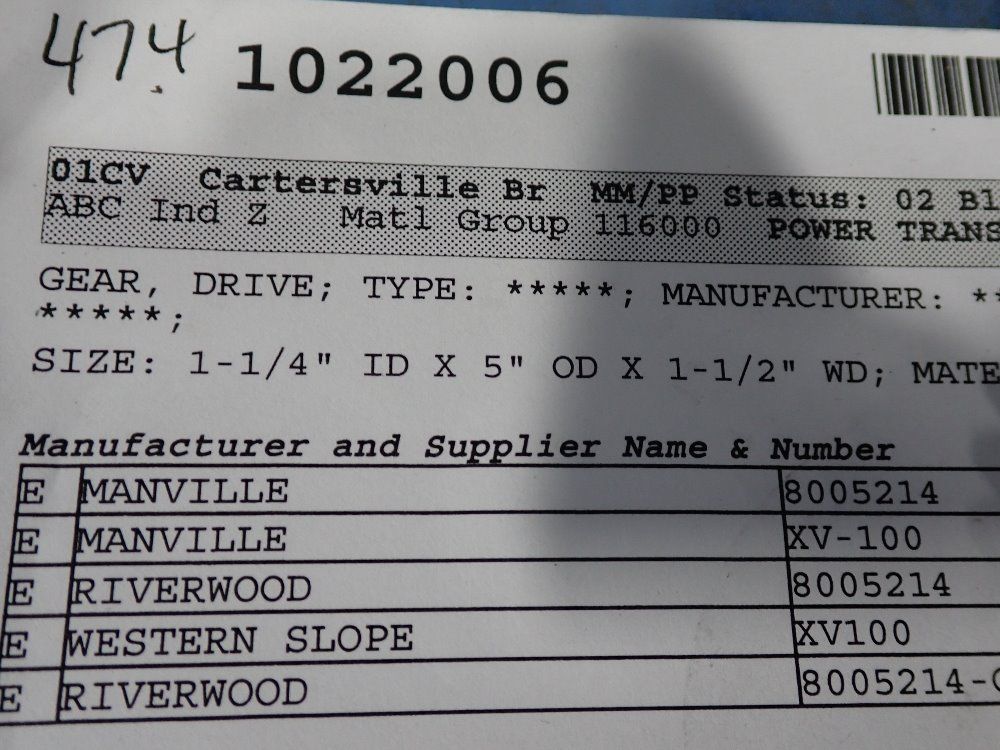 474 1022006
01CV Cartersville Br MM/PP Status: 02 Bl
ABC Ind Z Matl Group 116000 POWER TRANS
GEAR, DRIVE; TYPE: *****; MANUFACTURER: **
*****;
SIZE: 1-1/4" ID X 5" OD X 1-1/2" WD; MATE
Manufacturer and Supplier Name & Number
E MANVILLE 8005214
E MANVILLE XV-100
E RIVERWOOD 8005214
E WESTERN SLOPE XV100
E RIVERWOOD 8005214-